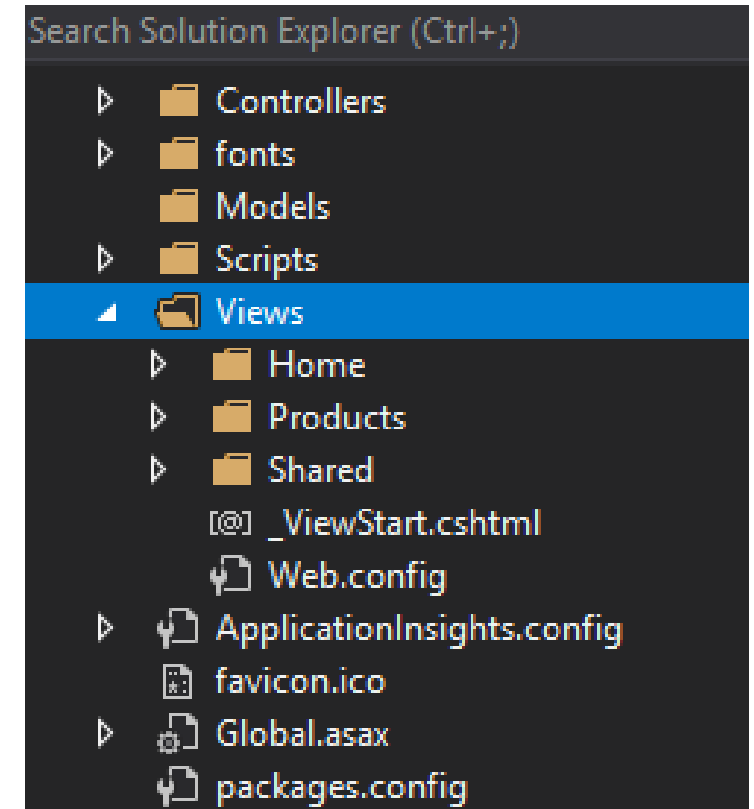 Search Solution Explorer (Ctrl+;)
Controllers
fonts
Models
Scripts
Views
Home
Products
Shared
[@] _ViewStart.cshtml
Web.config
ApplicationInsights.config
favicon.ico
Global.asax
packages.config